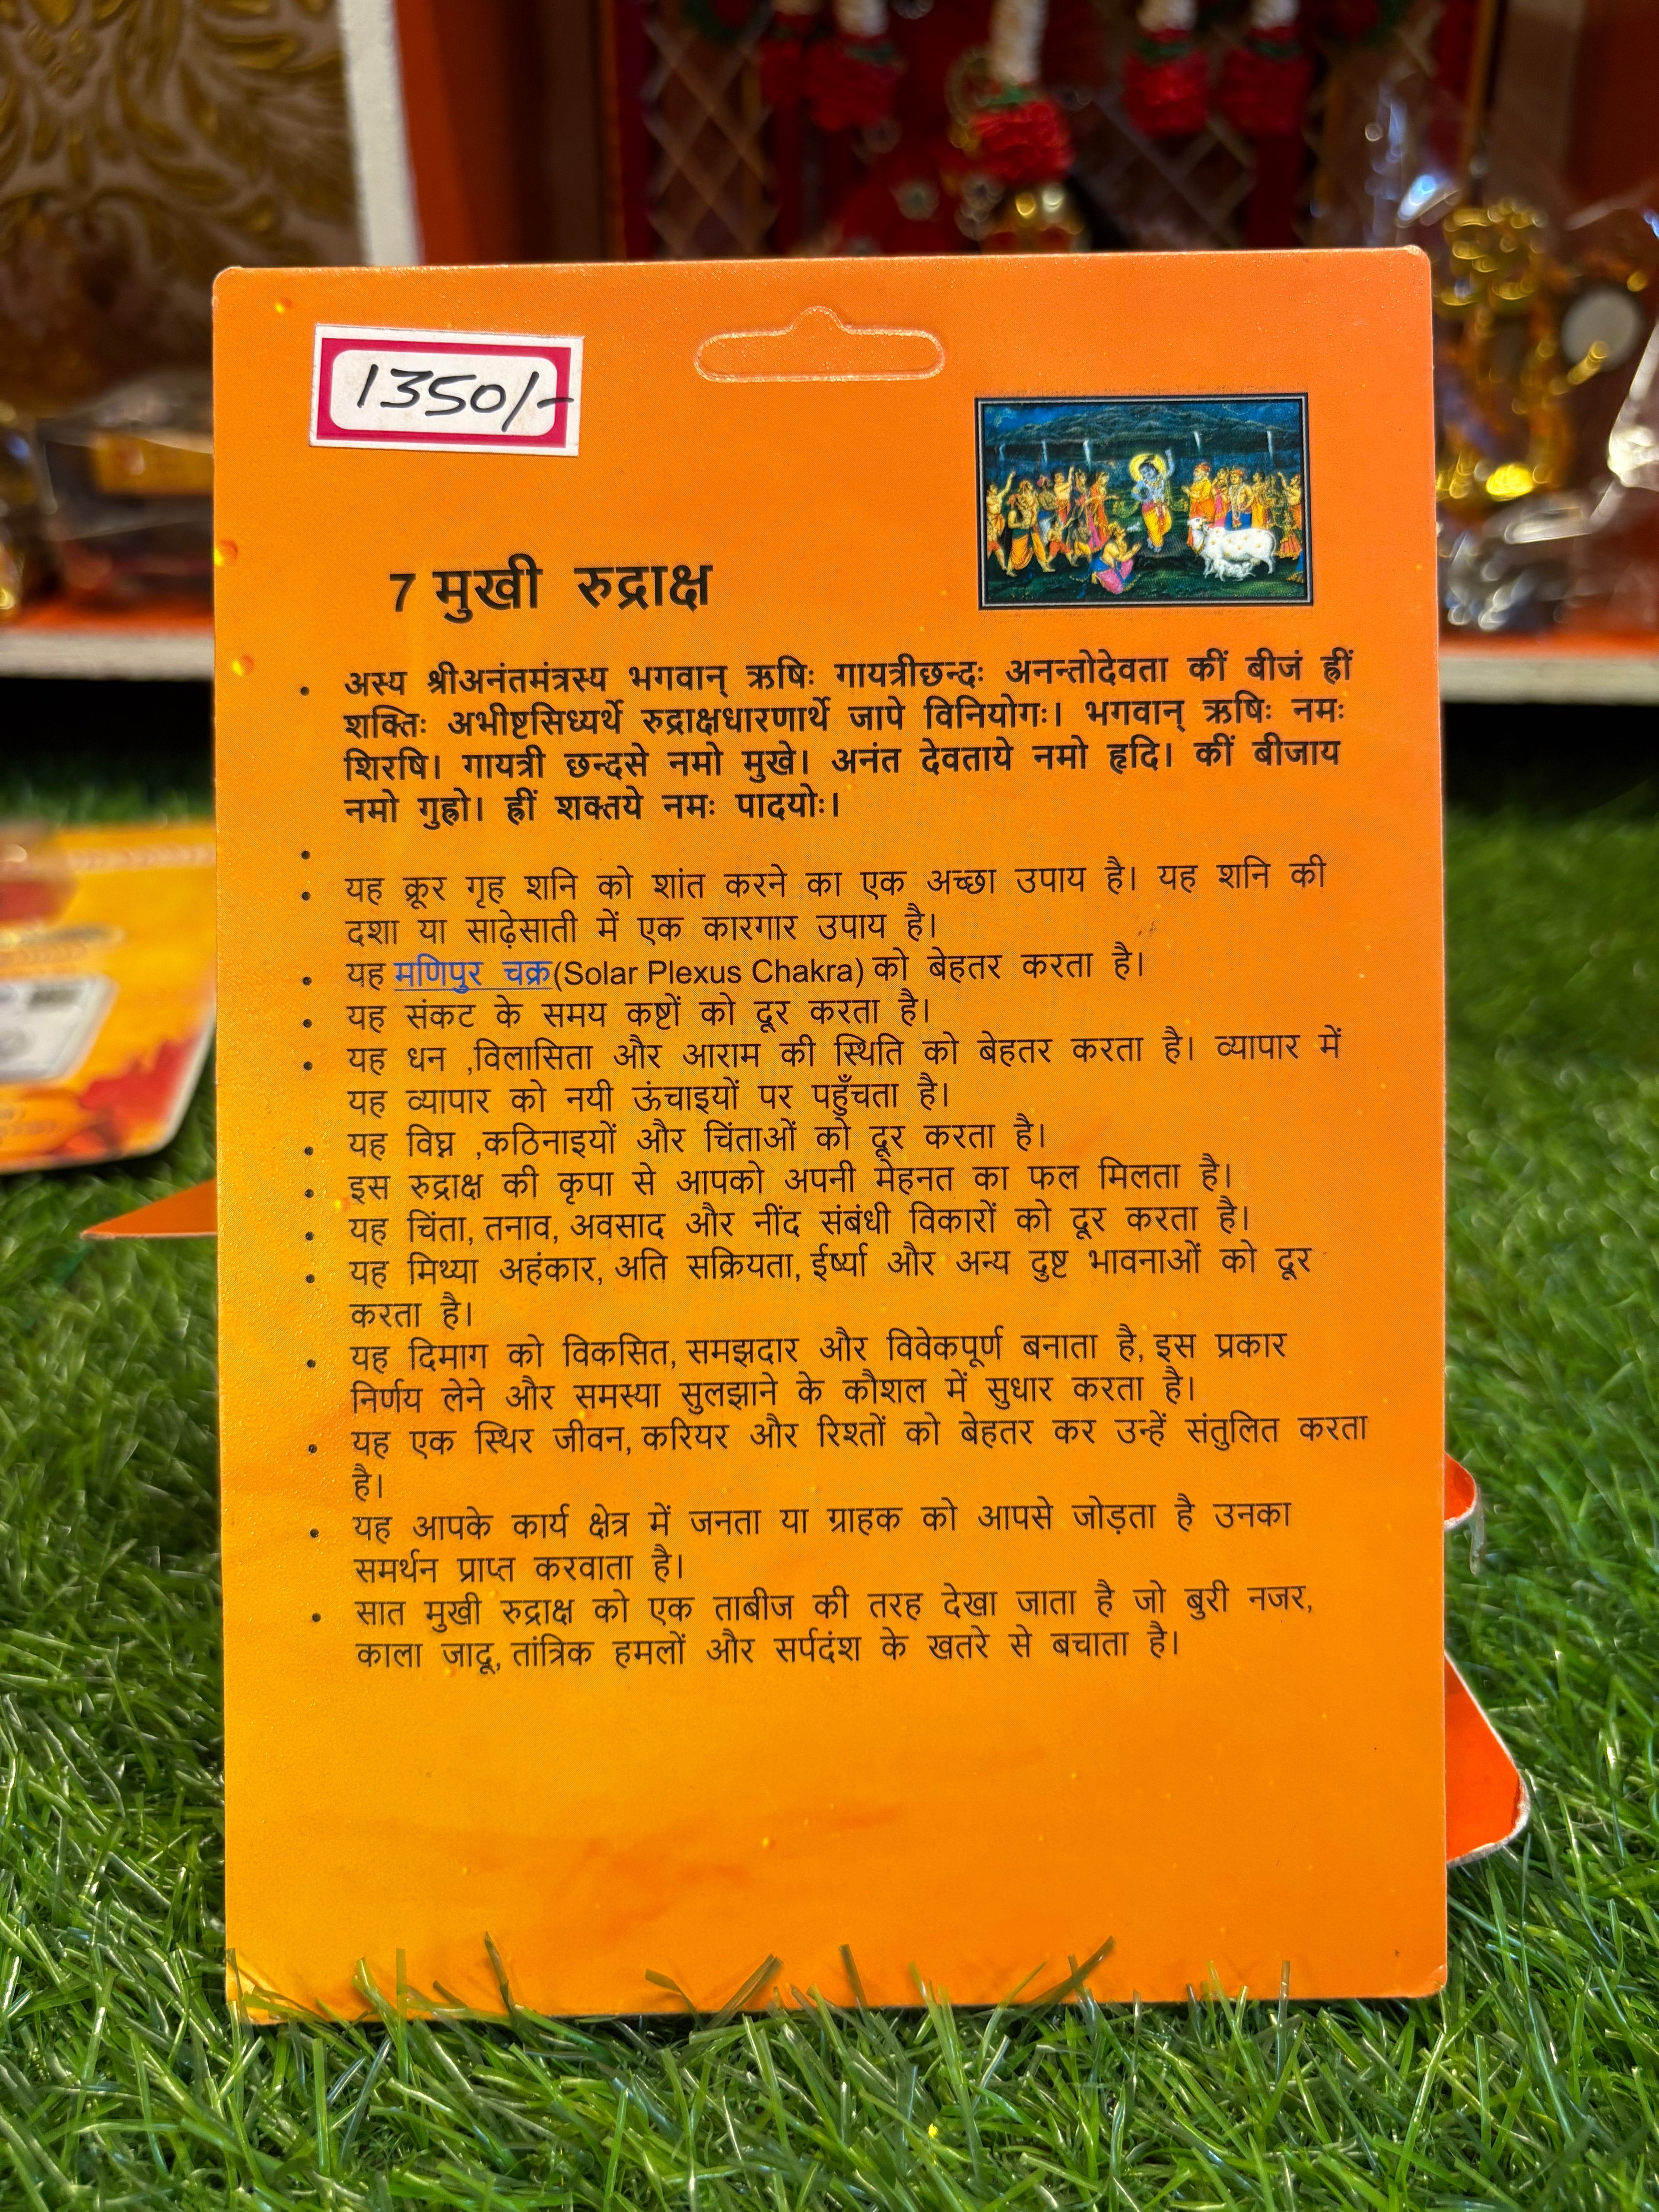 1350/-
7 मुखी रुद्राक्ष
• अस्य श्रीअनंतमंत्रस्य भगवान् ऋषिः गायत्रीछन्दः अनन्तोदेवता कीं बीजं ह्रीं
शक्तिः अभीष्टसिध्यर्थे रुद्राक्षधारणार्थे जापे विनियोगः। भगवान् ऋषिः नमः
शिरषि। गायत्री छन्दसे नमो मुखे। अनंत देवताये नमो हृदि। कीं बीजाय
नमो गुह्रो। ह्रीं शक्तये नमः पादयोः।
•
• यह क्रूर गृह शनि को शांत करने का एक अच्छा उपाय है। यह शनि की
दशा या साढ़ेसाती में एक कारगार उपाय है।
• यह मणिपुर चक्र(Solar Plexus Chakra) को बेहतर करता है।
• यह संकट के समय कष्टों को दूर करता है।
• यह धन ,विलासिता और आराम की स्थिति को बेहतर करता है। व्यापार में
यह व्यापार को नयी ऊंचाइयों पर पहुँचता है।
• यह विघ्न ,कठिनाइयों और चिंताओं को दूर करता है।
• इस रुद्राक्ष की कृपा से आपको अपनी मेहनत का फल मिलता है।
• यह चिंता, तनाव, अवसाद और नींद संबंधी विकारों को दूर करता है।
• यह मिथ्या अहंकार, अति सक्रियता, ईर्ष्या और अन्य दुष्ट भावनाओं को दूर
करता है।
• यह दिमाग को विकसित, समझदार और विवेकपूर्ण बनाता है, इस प्रकार
निर्णय लेने और समस्या सुलझाने के कौशल में सुधार करता है।
• यह एक स्थिर जीवन, करियर और रिश्तों को बेहतर कर उन्हें संतुलित करता
है।
• यह आपके कार्य क्षेत्र में जनता या ग्राहक को आपसे जोड़ता है उनका
समर्थन प्राप्त करवाता है।
• सात मुखी रुद्राक्ष को एक ताबीज की तरह देखा जाता है जो बुरी नजर,
काला जादू, तांत्रिक हमलों और सर्पदंश के खतरे से बचाता है।